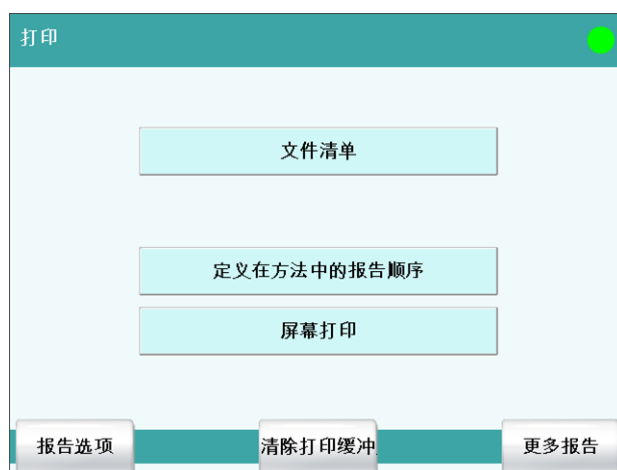 打印
文件清单
定义在方法中的报告顺序
屏幕打印
报告选项
清除打印缓冲
更多报告